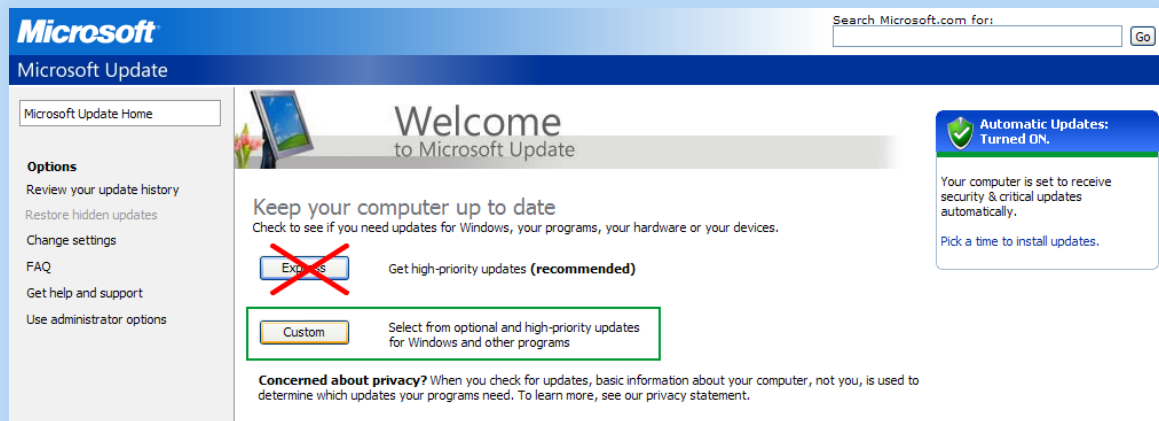 Microsoft
Search Microsoft.com for:
Go
Microsoft Update
Microsoft Update Home
Options
Review your update history
Restore hidden updates
Change settings
FAQ
Get help and support
Use administrator options
Welcome
to Microsoft Update
Keep your computer up to date
Check to see if you need updates for Windows, your programs, your hardware or your devices.
Express
Get high-priority updates (recommended)
Custom
Select from optional and high-priority updates
for Windows and other programs
Concerned about privacy? When you check for updates, basic information about your computer, not you, is used to
determine which updates your programs need. To learn more, see our privacy statement.
Automatic Updates:
Turned ON.
Your computer is set to receive
security & critical updates
automatically.
Pick a time to install updates.